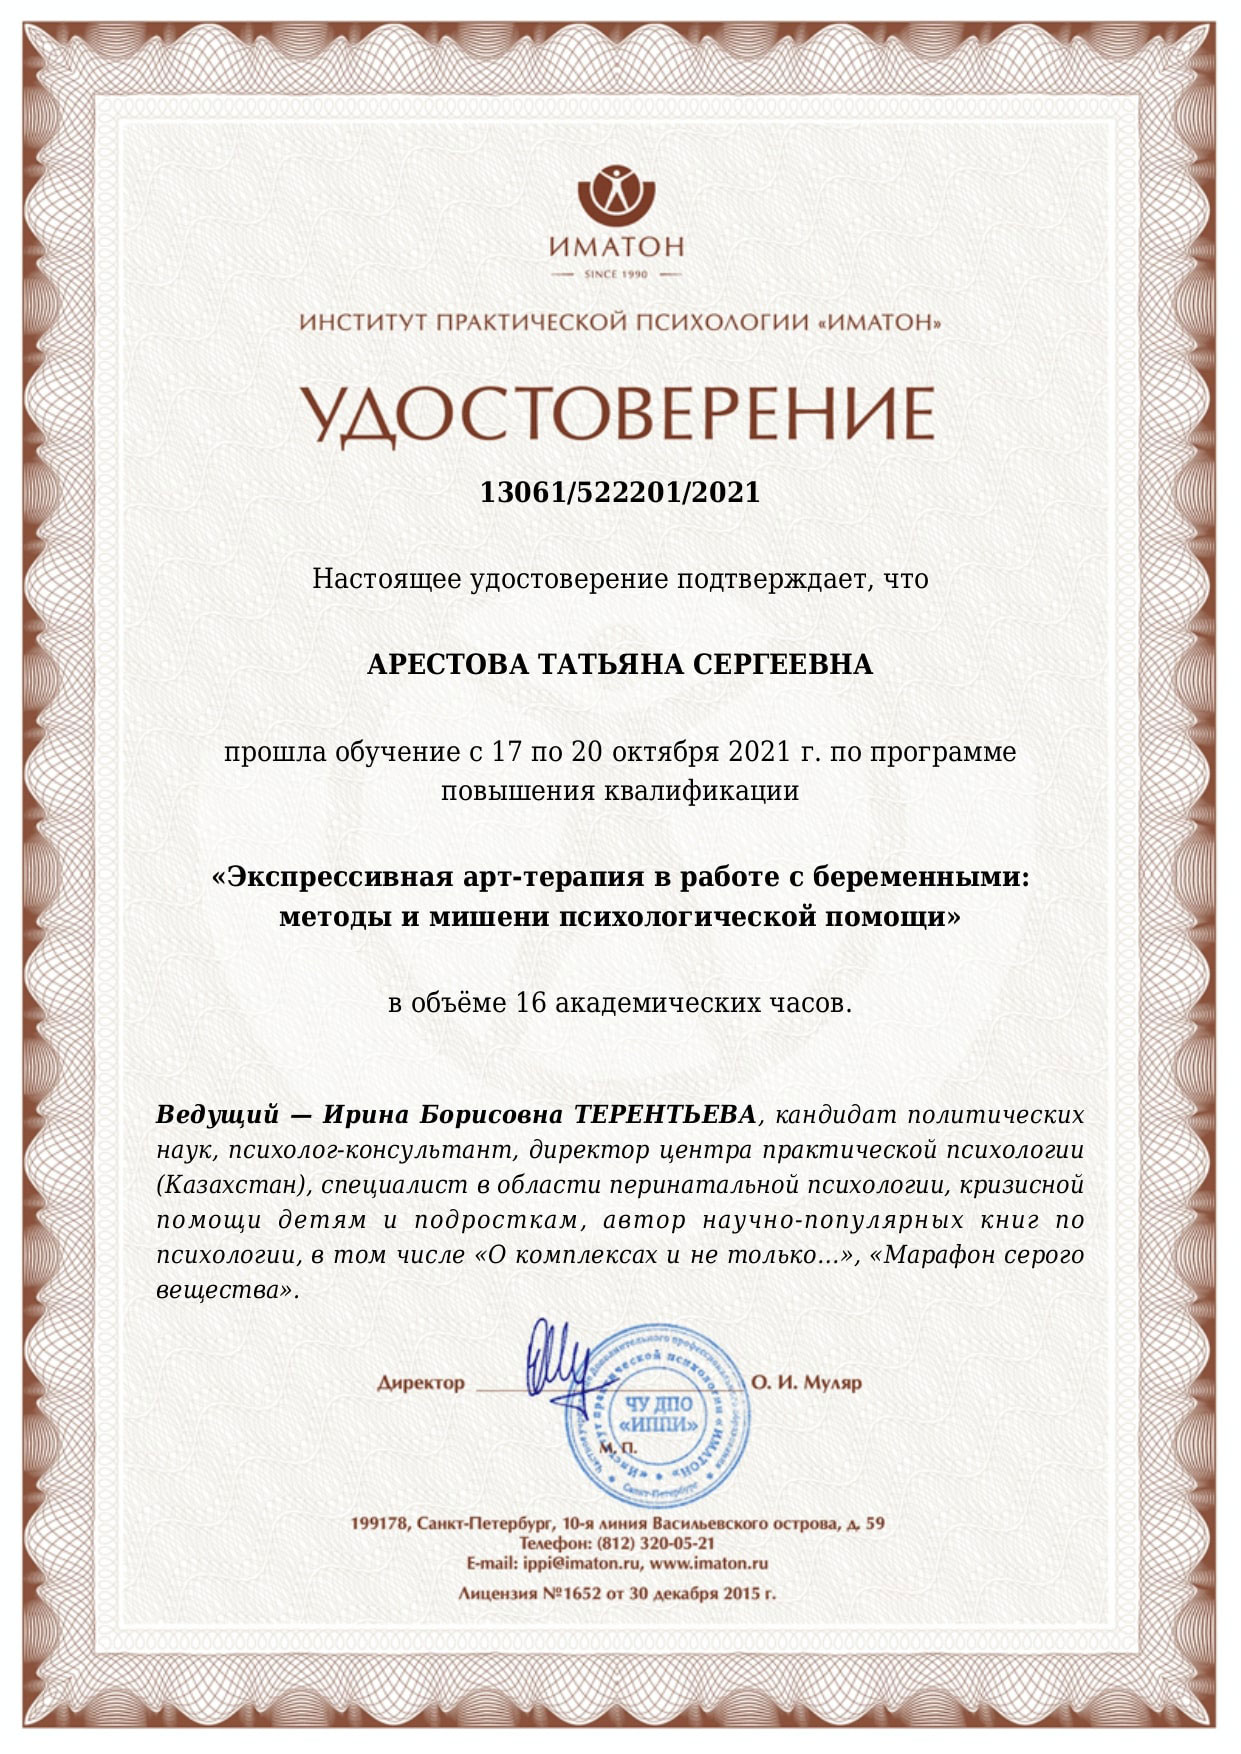 ИМАТОН
SINCE 1990
ИНСТИТУТ ПРАКТИЧЕСКОЙ ПСИХОЛОГИИ «ИМАТОН»
УДОСТОВЕРЕНИЕ
13061/522201/2021
Настоящее удостоверение подтверждает, что
АРЕСТОВА ТАТЬЯНА СЕРГЕЕВНА
прошла обучение с 17 по 20 октября 2021 г. по программе
повышения квалификации
«Экспрессивная арт-терапия в работе с беременными:
методы и мишени психологической помощи»
в объёме 16 академических часов.
Ведущий — Ирина Борисовна ТЕРЕНТЬЕВА, кандидат политических
наук, психолог-консультант, директор центра практической психологии
(Казахстан), специалист в области перинатальной психологии, кризисной
помощи детям и подросткам, автор научно-популярных книг по
психологии, в том числе «О комплексах и не только...», «Марафон серого
вещества».
Директор О. И. Муляр
дополнительного профессионального образования
Санкт-Петербург
«Институт практической психологии «ИМАТОН»
ЧУ ДПО
«ИППИ»
М. П.
199178, Санкт-Петербург, 10-я линия Васильевского острова, д. 59
Телефон: (812) 320-05-21
E-mail: ippi@imaton.ru, www.imaton.ru
Лицензия №1652 от 30 декабря 2015 г.